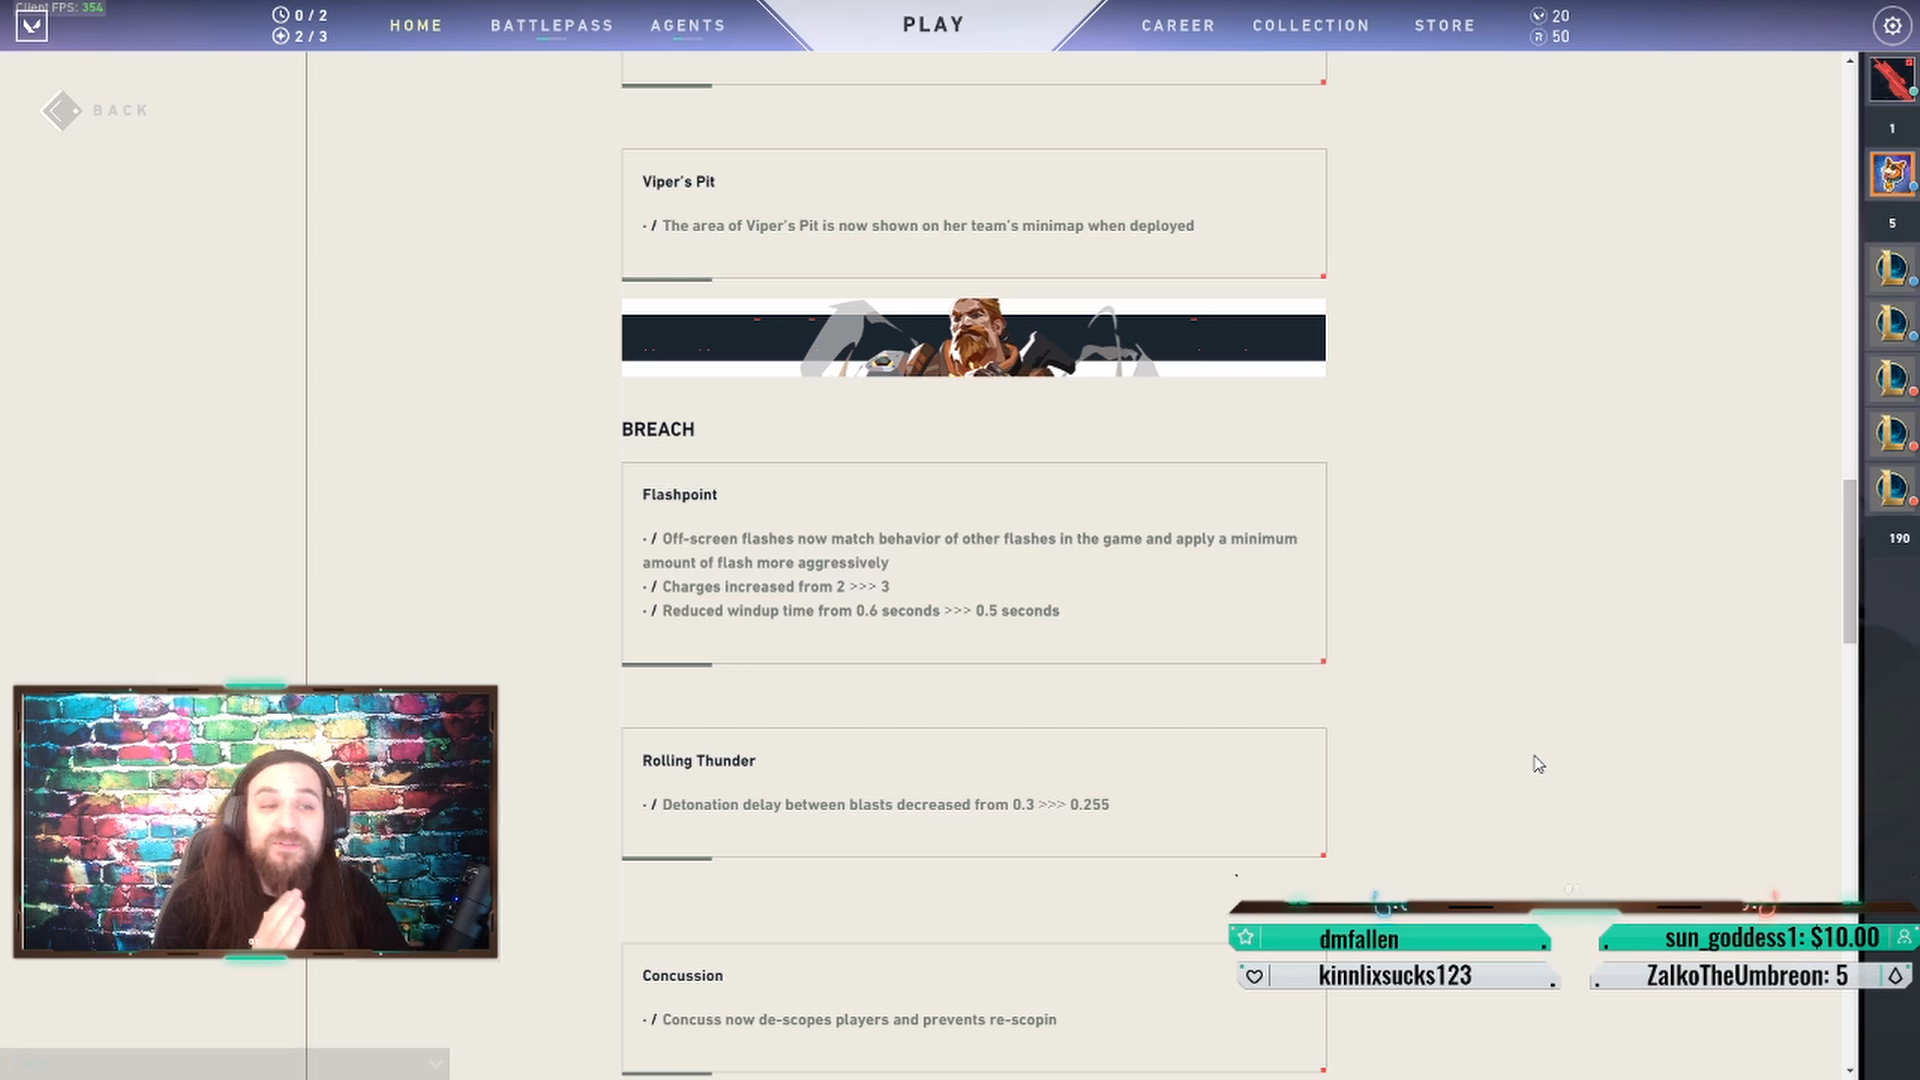 Client FPS: 354
0 / 2
2 / 3
HOME
BATTLEPASS
AGENTS
PLAY
CAREER
COLLECTION
STORE
20
50
BACK
1
5
190
Viper's Pit
- / The area of Viper's Pit is now shown on her team's minimap when deployed
BREACH
Flashpoint
- / Off-screen flashes now match behavior of other flashes in the game and apply a minimum
amount of flash more aggressively
- / Charges increased from 2 >>> 3
- / Reduced windup time from 0.6 seconds >>> 0.5 seconds
Rolling Thunder
- / Detonation delay between blasts decreased from 0.3 >>> 0.255
Concussion
- / Concuss now de-scopes players and prevents re-scopin
dmfallen
sun_goddess1: $10.00
kinnlixsucks123
ZalkoTheUmbreon: 5